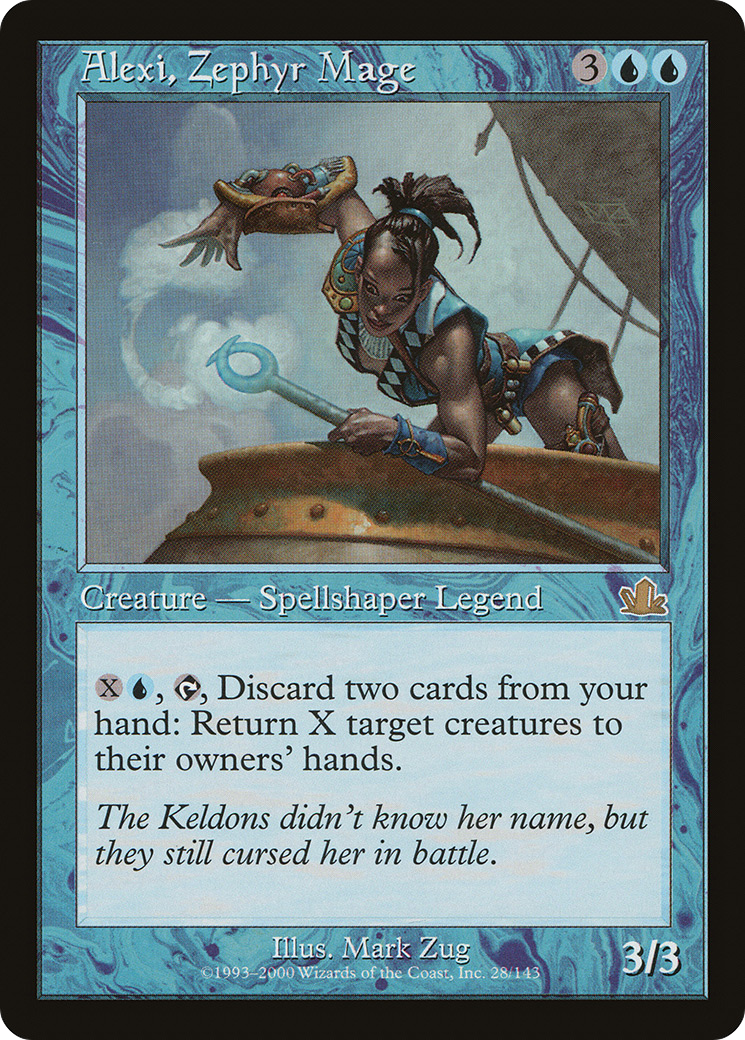 Alexi, Zephyr Mage
3
Creature — Spellshaper Legend
X , , Discard two cards from your
hand: Return X target creatures to
their owners’ hands.
The Keldons didn’t know her name, but
they still cursed her in battle.
Illus. Mark Zug
©1993–2000 Wizards of the Coast, Inc. 28/143
3/3